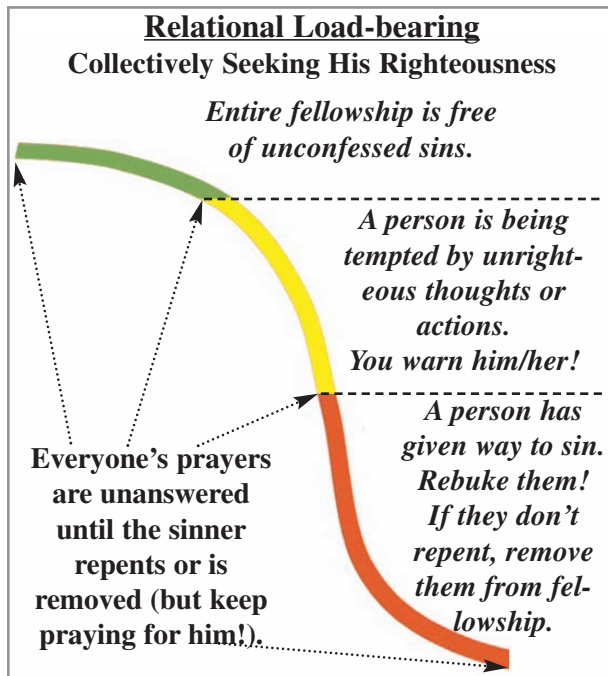 Relational Load-bearing
Collectively Seeking His Righteousness
Entire fellowship is free
of unconfessed sins.
A person is being
tempted by unright-
eous thoughts or
actions.
You warn him/her!
A person has
given way to sin.
Rebuke them!
If they don’t
repent, remove
them from fel-
lowship.
Everyone’s prayers
are unanswered
until the sinner
repents or is
removed (but keep
praying for him!).